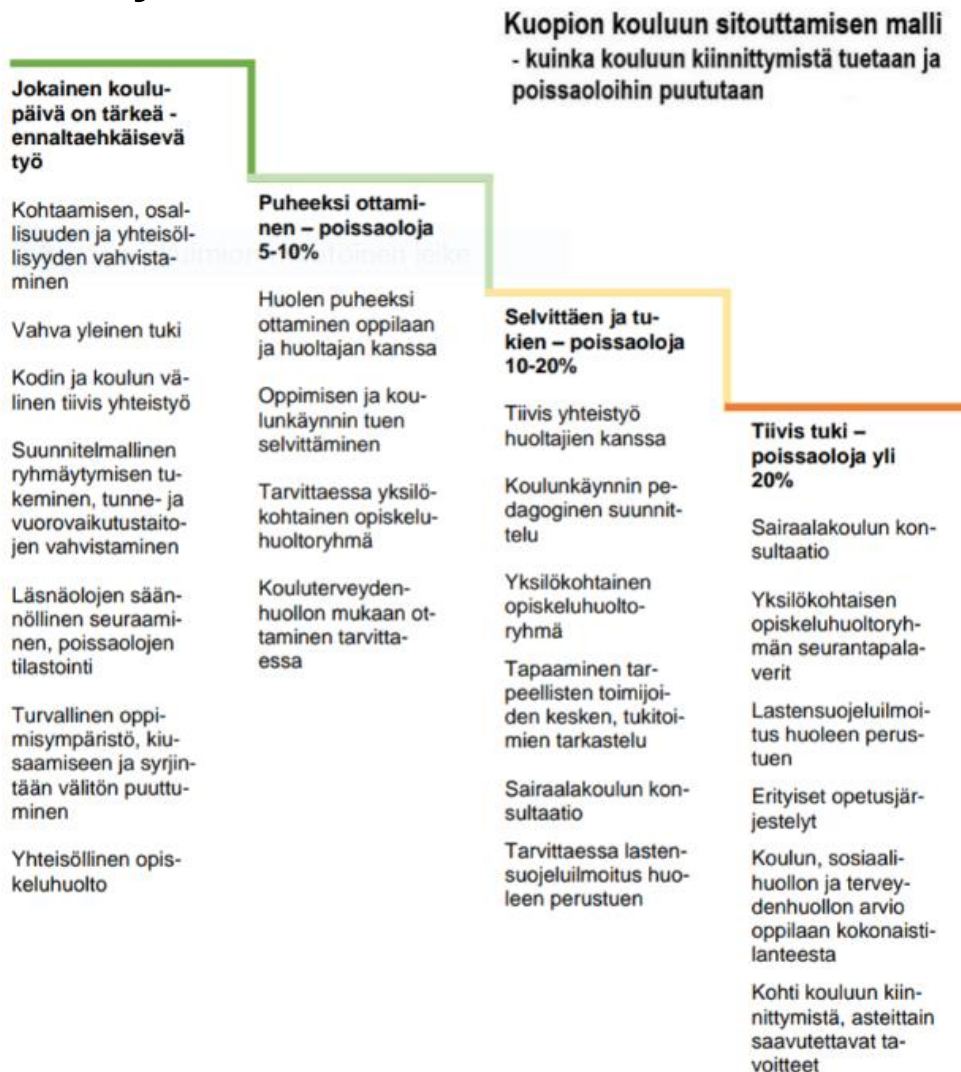 Kuopion kouluun sitouttamisen malli
- kuinka kouluun kiinnittymistä tuetaan ja
poissaoloihin puututaan
Jokainen koulu-
päivä on tärkeä -
ennaltaehkäisevä
työ
Kohtaamisen, osal-
lisuuden ja yhteisöl-
lisyyden vahvista-
minen
Vahva yleinen tuki
Kodin ja koulun vä-
linen tiivis yhteistyö
Suunnitelmallinen
ryhmäytymisen tu-
keminen, tunne- ja
vuorovaikutustaito-
jen vahvistaminen
Läsnäolojen sään-
nöllinen seuraami-
nen, poissaolojen
tilastointi
Turvallinen oppi-
misympäristö, kiu-
saamiseen ja syrjin-
tään välitön puuttu-
minen
Yhteisöllinen opis-
keluhuolto
Puheeksi ottami-
nen – poissaoloja
5-10%
Huolen puheeksi
ottaminen oppilaan
ja huoltajan kanssa
Oppimisen ja kou-
lunkäynnin tuen
selvittäminen
Tarvittaessa yksilö-
kohtainen opiskelu-
huoltoryhmä
Kouluterveyden-
huollon mukaan ot-
taminen tarvitta-
essa
Selvittäen ja tu-
kien – poissaoloja
10-20%
Tiivis yhteistyö
huoltajien kanssa
Koulunkäynnin pe-
dagoginen suunnit-
telu
Yksilökohtainen
opiskeluhuolto-
ryhmä
Tapaaminen tar-
peellisten toimijoi-
den kesken, tukitoi-
mien tarkastelu
Sairaalakoulun kon-
sultaatio
Tarvittaessa lasten-
suojeluilmoitus huo-
leen perustuen
Tiivis tuki –
poissaoloja yli
20%
Sairaalakoulun kon-
sultaatio
Yksilökohtaisen
opiskeluhuoltoryh-
män seurantapala-
verit
Lastensuojeluilmoi-
tus huoleen perus-
tuen
Erityiset opetusjär-
jestelyt
Koulun, sosiaali-
huollon ja tervey-
denhuollon arvio
oppilaan kokonaisti-
lanteesta
Kohti kouluun kiin-
nittymistä, asteittain
saavutettavat ta-
voitteet